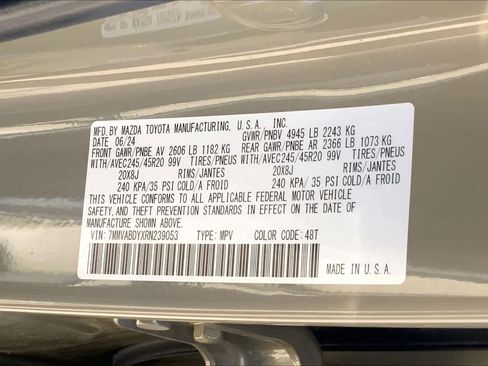 MFD. BY MAZDA TOYOTA MANUFACTURING, U.S.A., INC.
DATE 06/24 GVWR/PNBV 4945 LB 2243 KG
FRONT GAWR/PNBE AV 2606 LB 1182 KG REAR GAWR/PNBE AR 2366 LB 1073 KG
WITH/AVEC245/45R20 99V TIRES/PNEUS WITH/AVEC245/45R20 99V TIRES/PNEUS
20X8J RIMS/JANTES 20X8J RIMS/JANTES
240 KPA/35 PSI COLD/A FROID 240 KPA/ 35 PSI COLD/A FROID
THIS VEHICLE CONFORMS TO ALL APPLICABLE FEDERAL MOTOR VEHICLE
SAFETY, AND THEFT PREVENTION STANDARDS IN EFFECT ON THE DATE OF
MANUFACTURE SHOWN ABOVE.
VIN: 7MMVABDYXRN239053 TYPE: MPV COLOR CODE: 48T
MADE IN U.S.A.